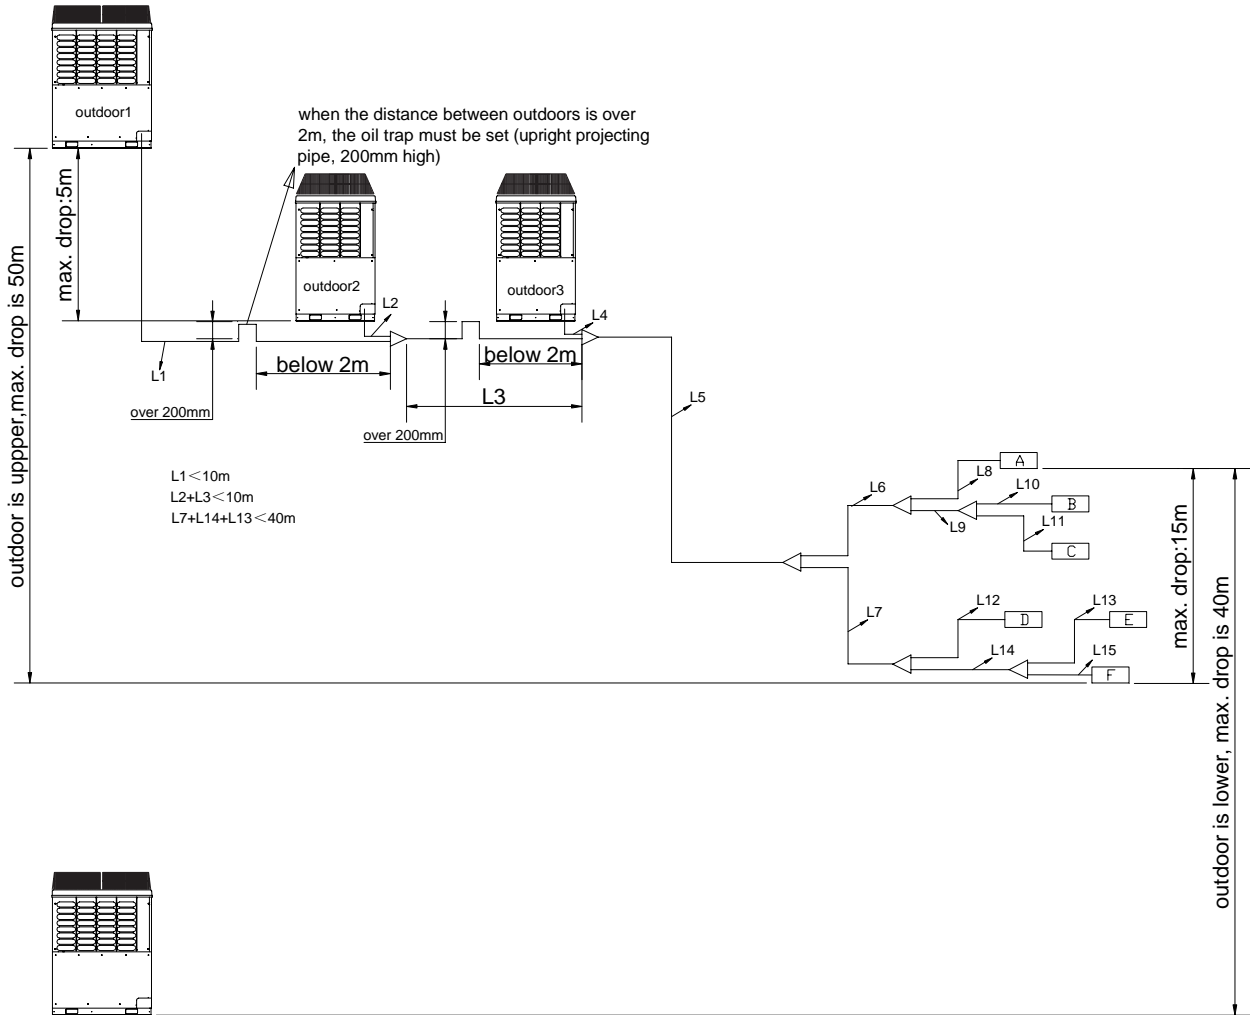 outdoor1
when the distance between outdoors is over
2m, the oil trap must be set (upright projecting
pipe, 200mm high)
max. drop:5m
outdoor is uppper,max. drop is 50m
outdoor2
outdoor3
L2
L4
L1
below 2m
below 2m
L3
over 200mm
over 200mm
L5
L1<10m
L2+L3<10m
L7+L14+L13<40m
A
L8
L6
L10
B
L9
L11
C
L12
L13
D
E
L7
L14
L15
F
max. drop:15m
outdoor is lower, max. drop is 40m